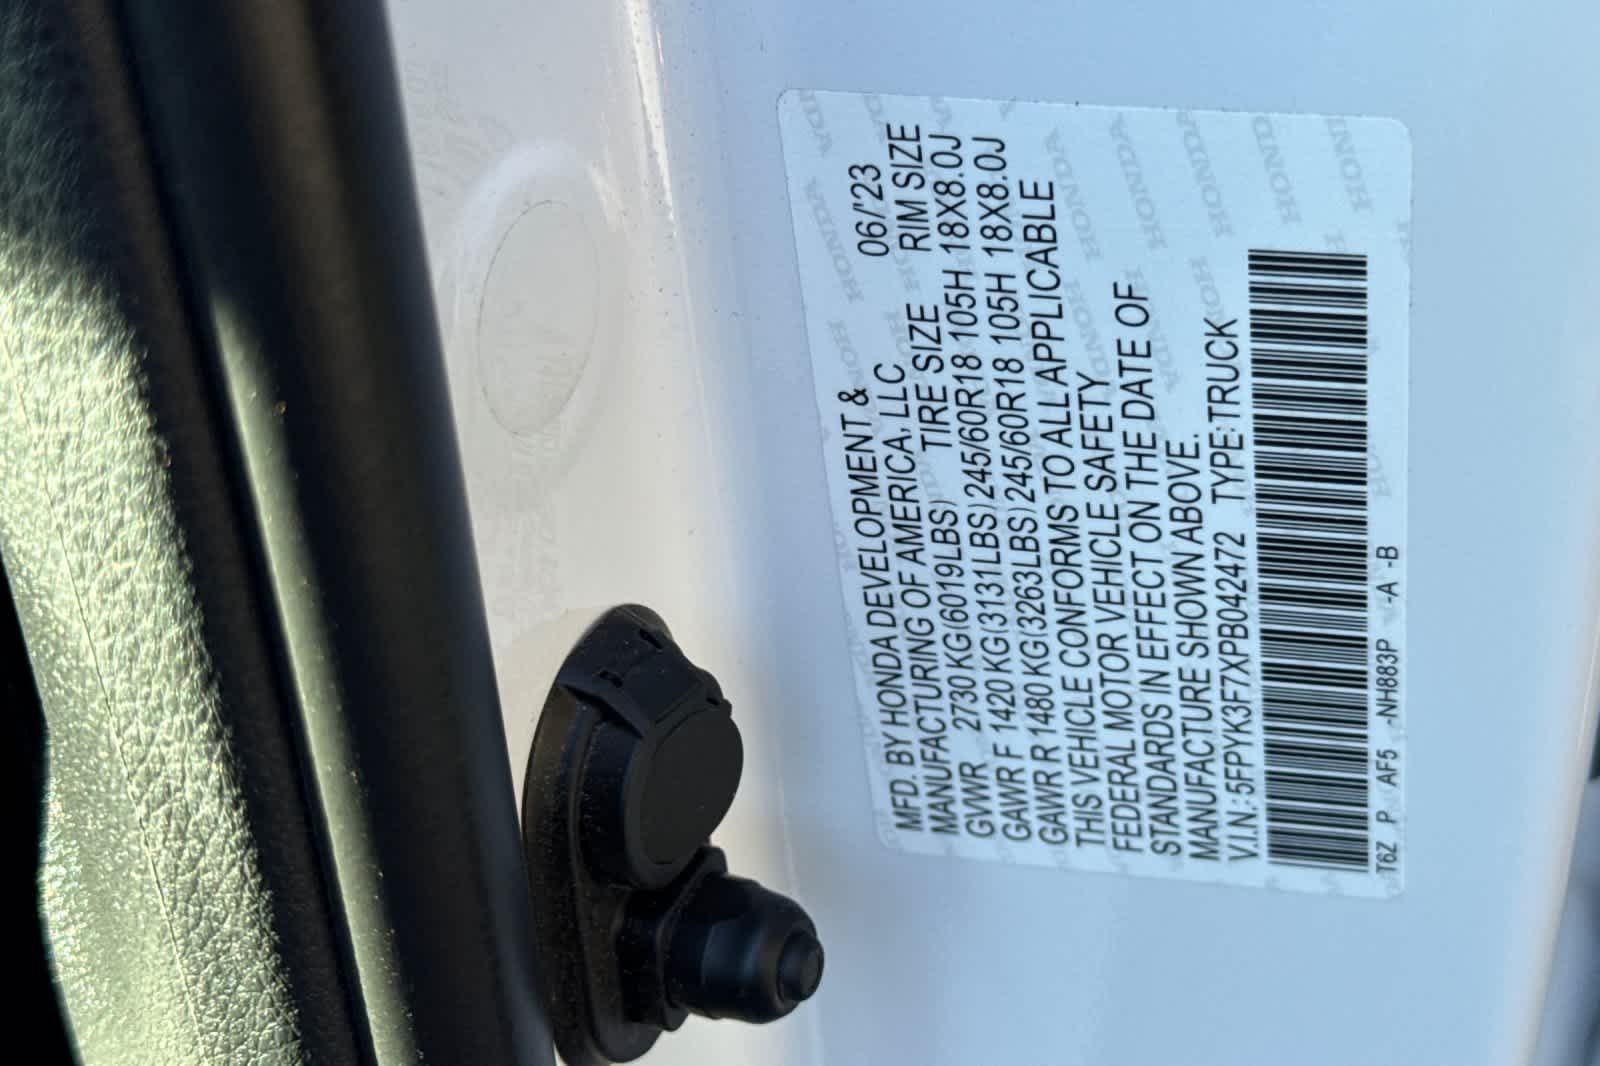 MFD. BY HONDA DEVELOPMENT &
MANUFACTURING OF AMERICA, LLC 06/'23
GVWR 2730 KG(6019LBS) TIRE SIZE RIM SIZE
GAWR F 1420 KG(3131LBS) 245/60R18 105H 18X8.0J
GAWR R 1480 KG(3263LBS) 245/60R18 105H 18X8.0J
THIS VEHICLE CONFORMS TO ALL APPLICABLE
FEDERAL MOTOR VEHICLE SAFETY
STANDARDS IN EFFECT ON THE DATE OF
MANUFACTURE SHOWN ABOVE.
V.I.N.: 5FPYK3F7XPB042472 TYPE:TRUCK
T6Z P AF5 -NH883P -A -B